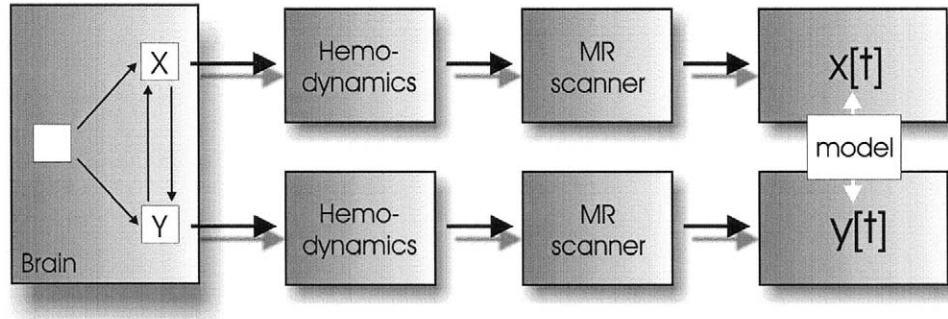 X
Y
Brain
Hemo-
dynamics
MR
scanner
x[t]
Hemo-
dynamics
MR
scanner
y[t]
model